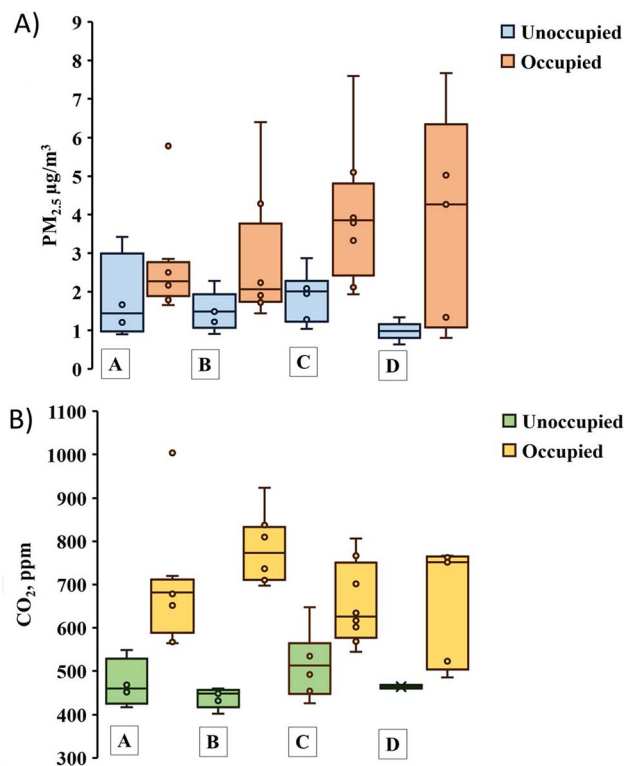 A)
9
8
7
6
5
4
3
2
1
0
PM2.5 µg/m³
Unoccupied
Occupied
A B C D
B)
1100
1000
900
800
700
600
500
400
300
CO2, ppm
Unoccupied
Occupied
A B C D